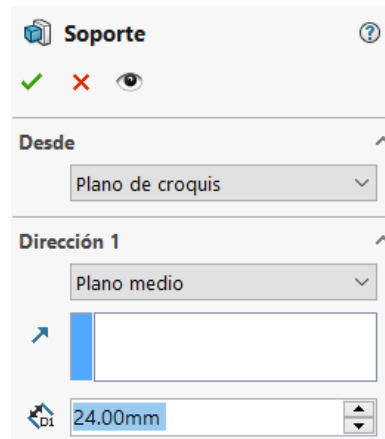 Soporte
Desde
Plano de croquis
Dirección 1
Plano medio
D1
24.00mm